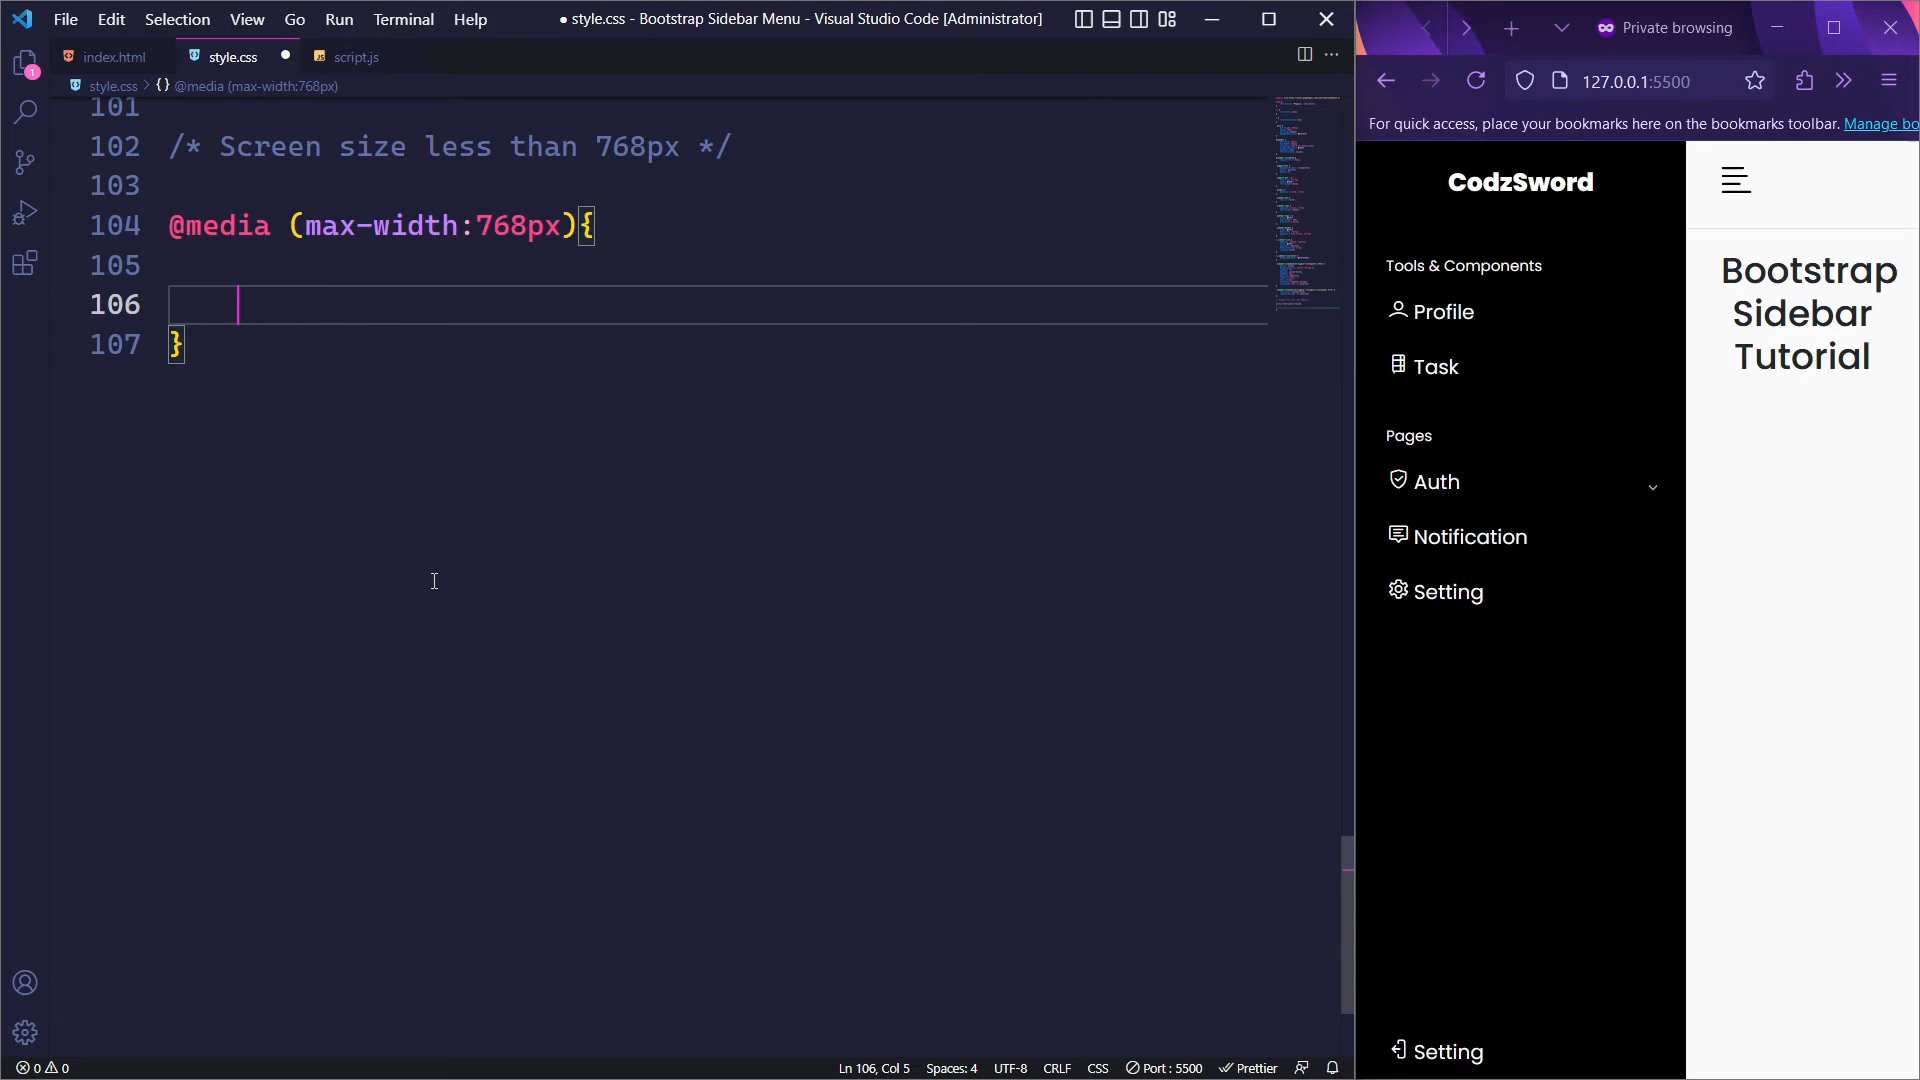 File Edit Selection View Go Run Terminal Help
● style.css - Bootstrap Sidebar Menu - Visual Studio Code [Administrator]
index.html
style.css
script.js
style.css > {} @media (max-width:768px)
101
102 /* Screen size less than 768px */
103
104 @media (max-width:768px){
105
106
107 }
1
0 0
Ln 106, Col 5 Spaces: 4 UTF-8 CRLF CSS Port : 5500 Prettier
Private browsing
127.0.0.1:5500
For quick access, place your bookmarks here on the bookmarks toolbar. Manage bo
CodzSword
Tools & Components
Profile
Task
Pages
Auth
Notification
Setting
Setting
Bootstrap
Sidebar
Tutorial